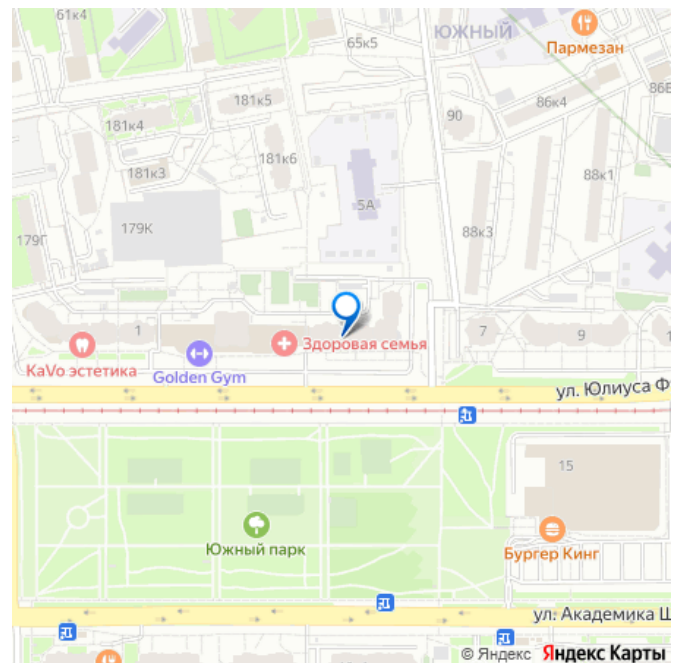 61к4
65к5
ЮЖНЫЙ
Пармезан
181к5
86к4
181к4
90
181к6
181к3
88к1
5А
179К
179Г
88к3
1
7
9
Здоровая семья
KaVo эстетика
Golden Gym
ул. Юлиуса Ф
15
Южный парк
Бургер Кинг
ул. Академика Ш
© Яндекс Яндекс Карты